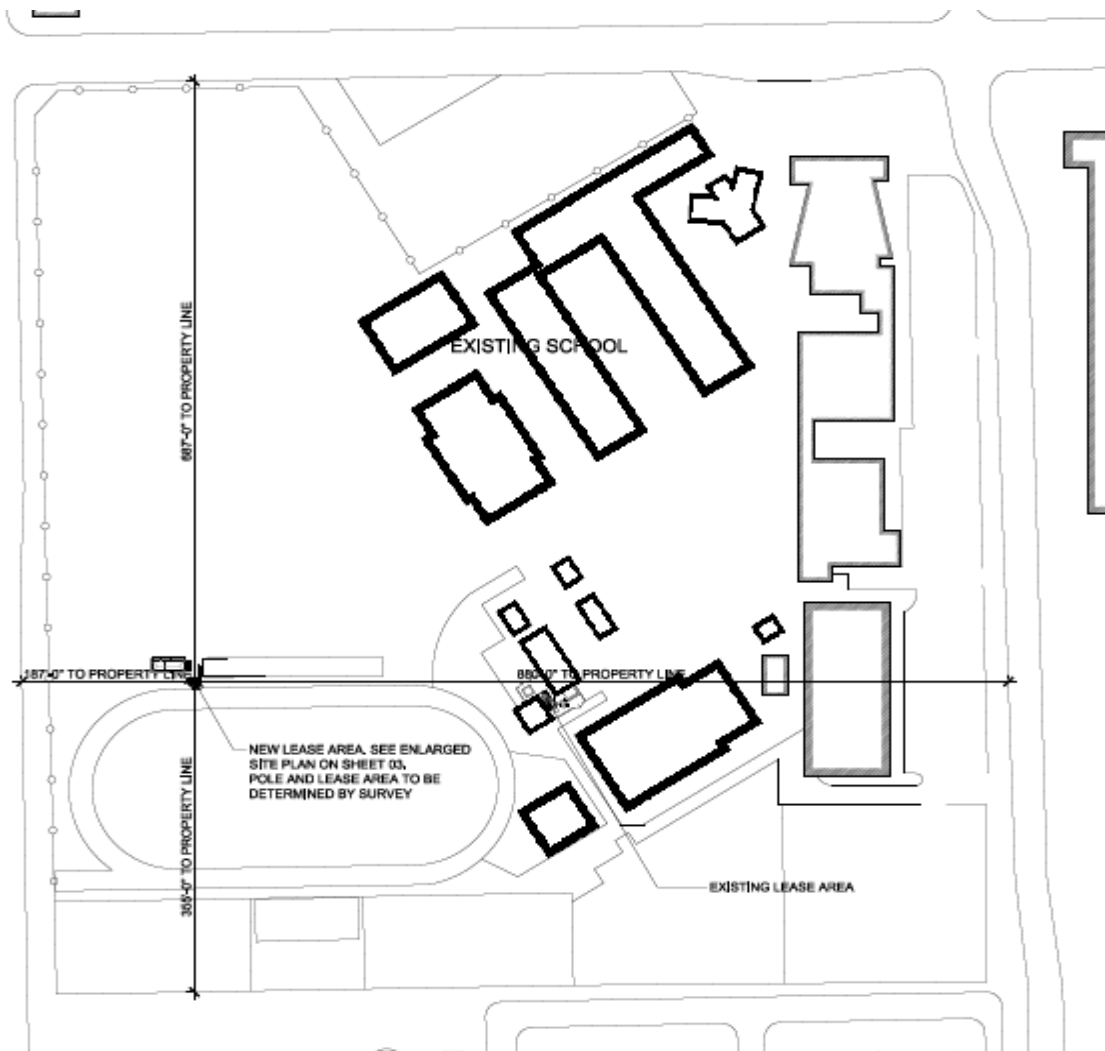 EXISTING SCHOOL
687'-0" TO PROPERTY LINE
187'-0" TO PROPERTY LINE
880'-0" TO PROPERTY LINE
NEW LEASE AREA. SEE ENLARGED
SITE PLAN ON SHEET 03.
POLE AND LEASE AREA TO BE
DETERMINED BY SURVEY
355'-0" TO PROPERTY LINE
EXISTING LEASE AREA